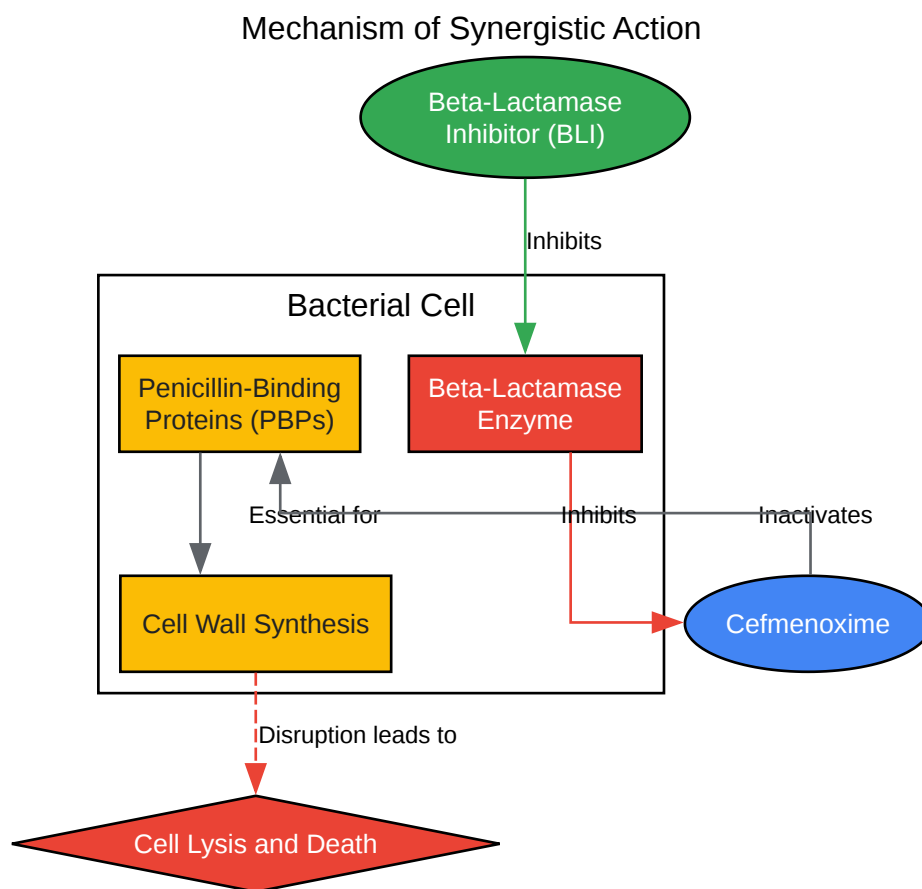 Mechanism of Synergistic Action
Beta-Lactamase
Inhibitor (BLI)
Inhibits
Bacterial Cell
Penicillin-Binding
Proteins (PBPs)
Beta-Lactamase
Enzyme
Essential for
Inhibits
Inactivates
Cell Wall Synthesis
Cefmenoxime
Disruption leads to
Cell Lysis and Death